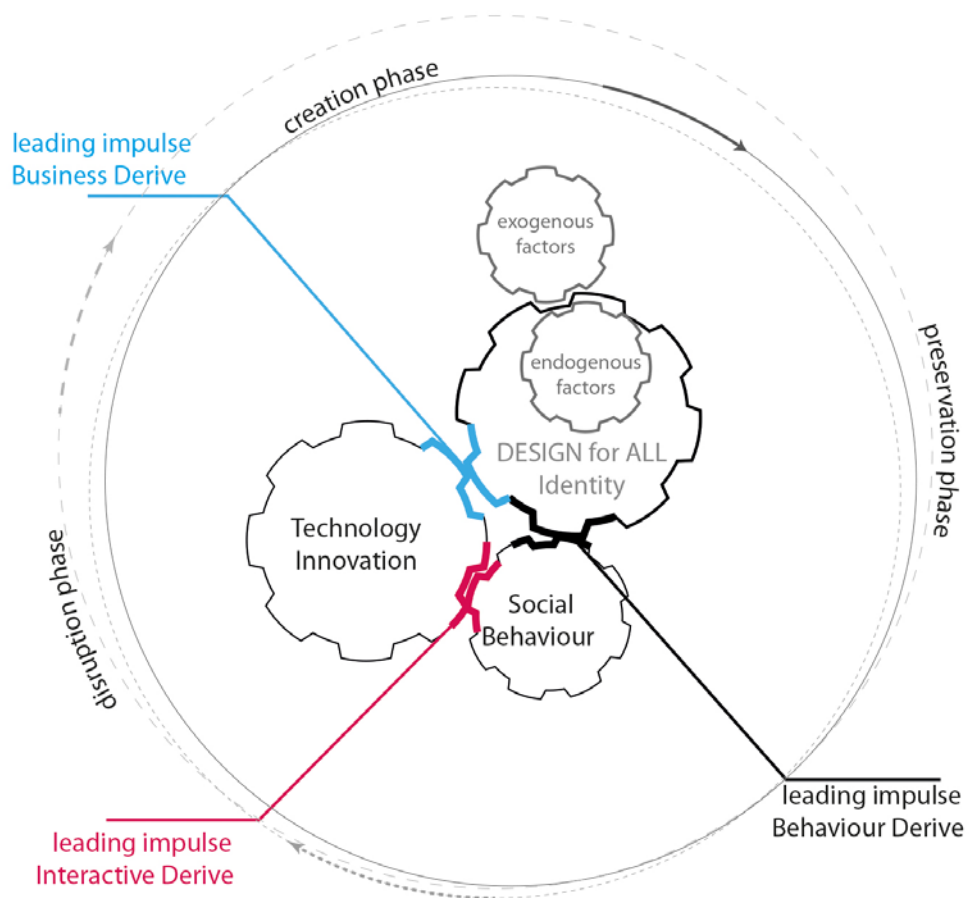 creation phase
leading impulse
Business Derive
exogenous
factors
preservation phase
endogenous
factors
DESIGN for ALL
Identity
Technology
Innovation
disruption phase
Social
Behaviour
leading impulse
Behaviour Derive
leading impulse
Interactive Derive